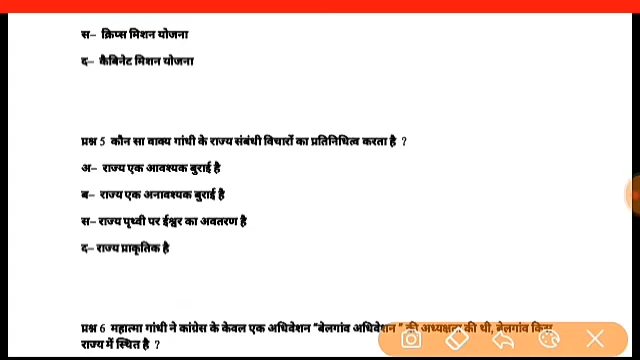 स– क्रिप्स मिशन योजना
द– कैबिनेट मिशन योजना
प्रश्न 5 कौन सा वाक्य गांधी के राज्य संबंधी विचारों का प्रतिनिधित्व करता है ?
अ– राज्य एक आवश्यक बुराई है
ब– राज्य एक अनावश्यक बुराई है
स– राज्य पृथ्वी पर ईश्वर का अवतरण है
द– राज्य प्राकृतिक है
प्रश्न 6 महात्मा गांधी ने कांग्रेस के केवल एक अधिवेशन "बेलगांव अधिवेशन " की अध्यक्षता की थी, बेलगांव किस
राज्य में स्थित है ?